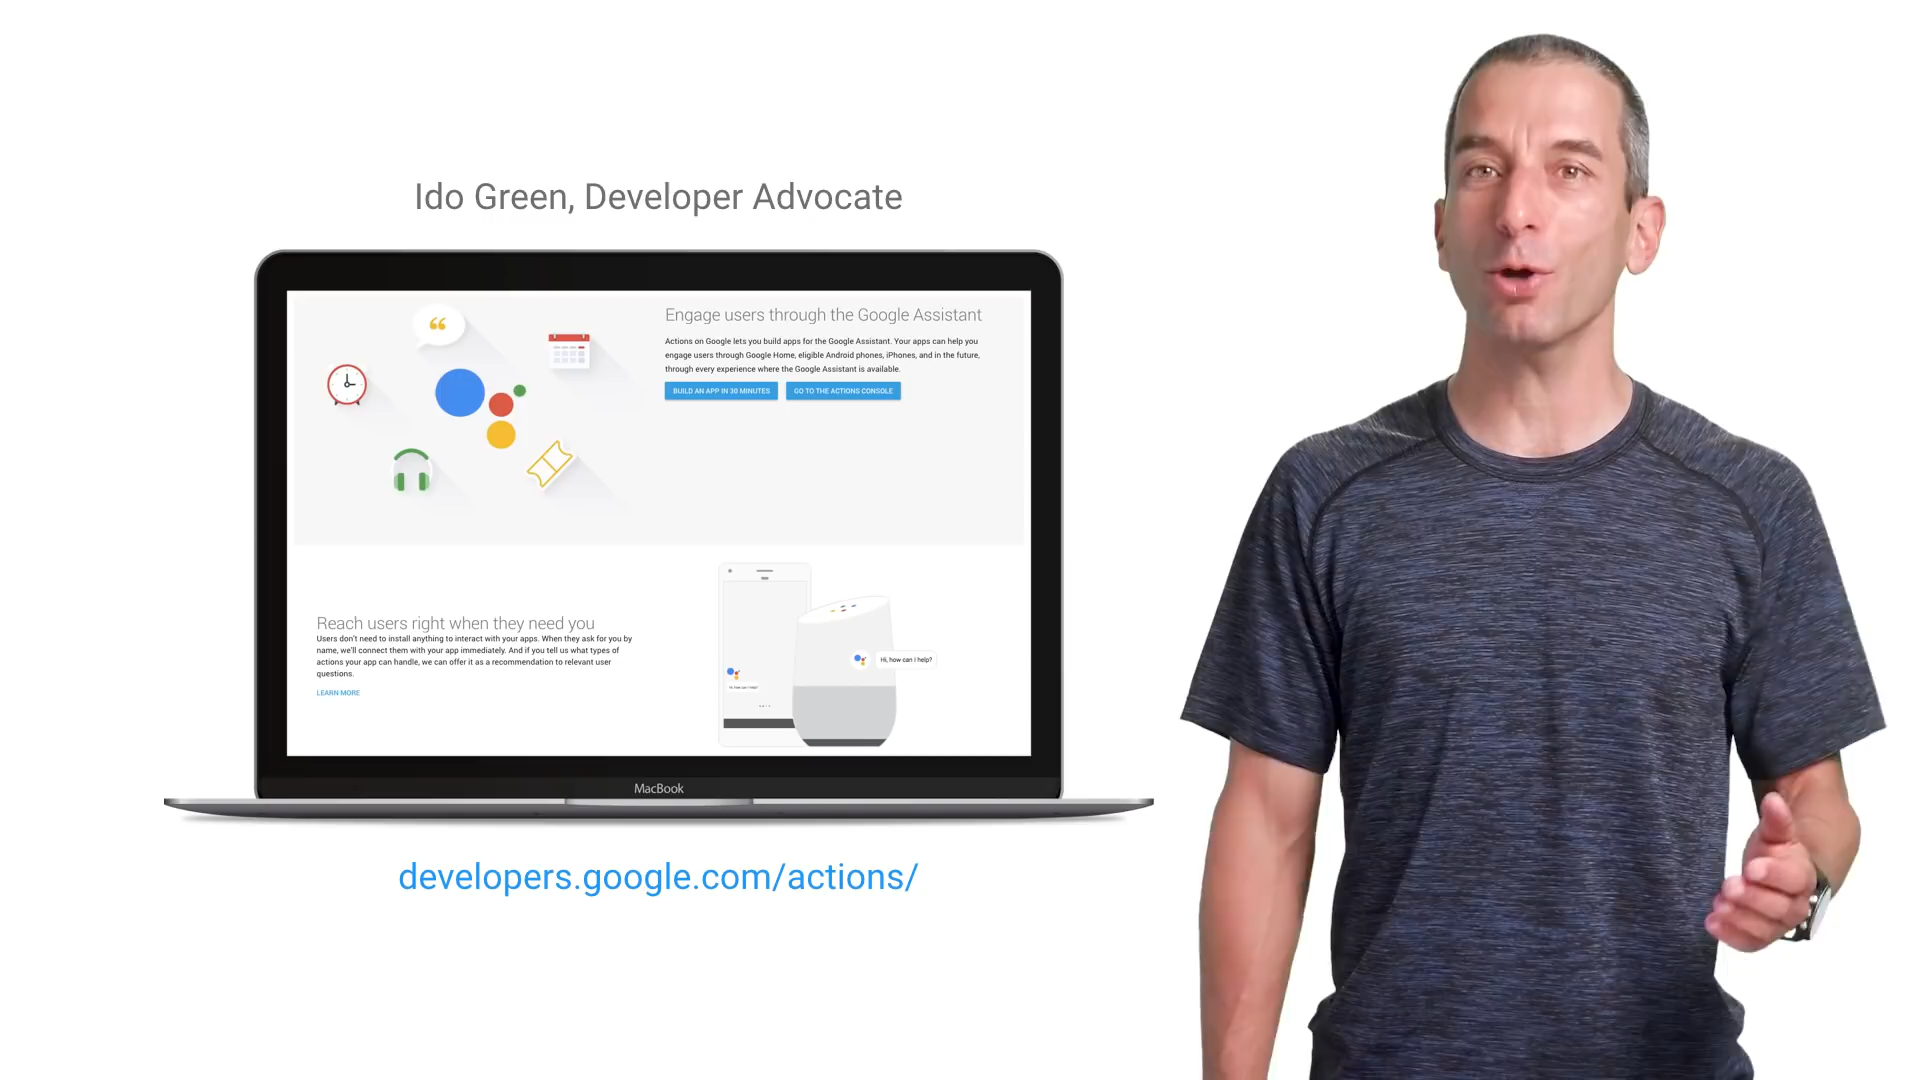 Ido Green, Developer Advocate
Engage users through the Google Assistant
Actions on Google lets you build apps for the Google Assistant. Your apps can help you
engage users through Google Home, eligible Android phones, iPhones, and in the future,
through every experience where the Google Assistant is available.
BUILD AN APP IN 30 MINUTES GO TO THE ACTIONS CONSOLE
Reach users right when they need you
Users don't need to install anything to interact with your apps. When they ask for you by
name, we'll connect them with your app immediately. And if you tell us what types of
actions your app can handle, we can offer it as a recommendation to relevant user
questions.
LEARN MORE
Hi, how can I help?
Hi, how can I help?
MacBook
developers.google.com/actions/